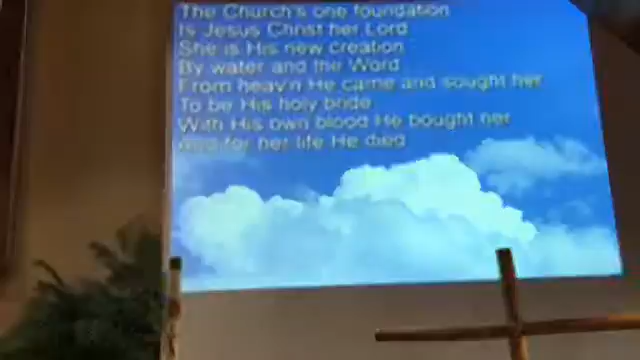 The Church's one foundation
Is Jesus Christ her Lord
She is His new creation
By water and the Word
From heav'n He came and sought her
To be His holy bride
With His own blood He bought her
And for her life He died